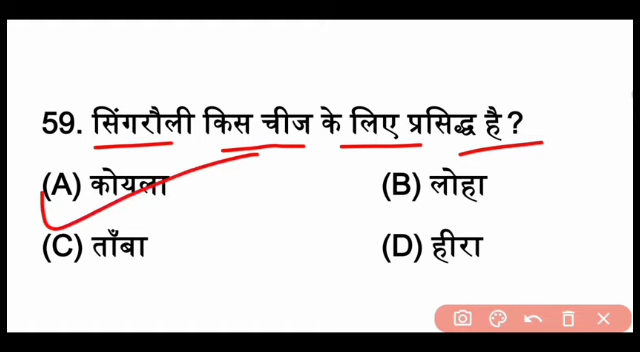 59. सिंगरौली किस चीज के लिए प्रसिद्ध है?
(A) कोयला (B) लोहा
(C) ताँबा (D) हीरा